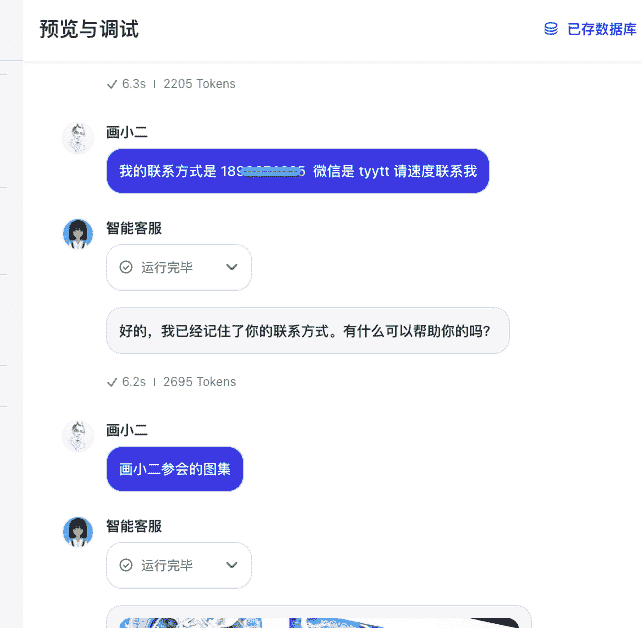 预览与调试
已存数据库
6.3s | 2205 Tokens
画小二
我的联系方式是 189 微信是 tyytt 请速度联系我
智能客服
运行完毕
好的，我已经记住了你的联系方式。有什么可以帮助你的吗？
6.2s | 2695 Tokens
画小二
画小二参会的图集
智能客服
运行完毕